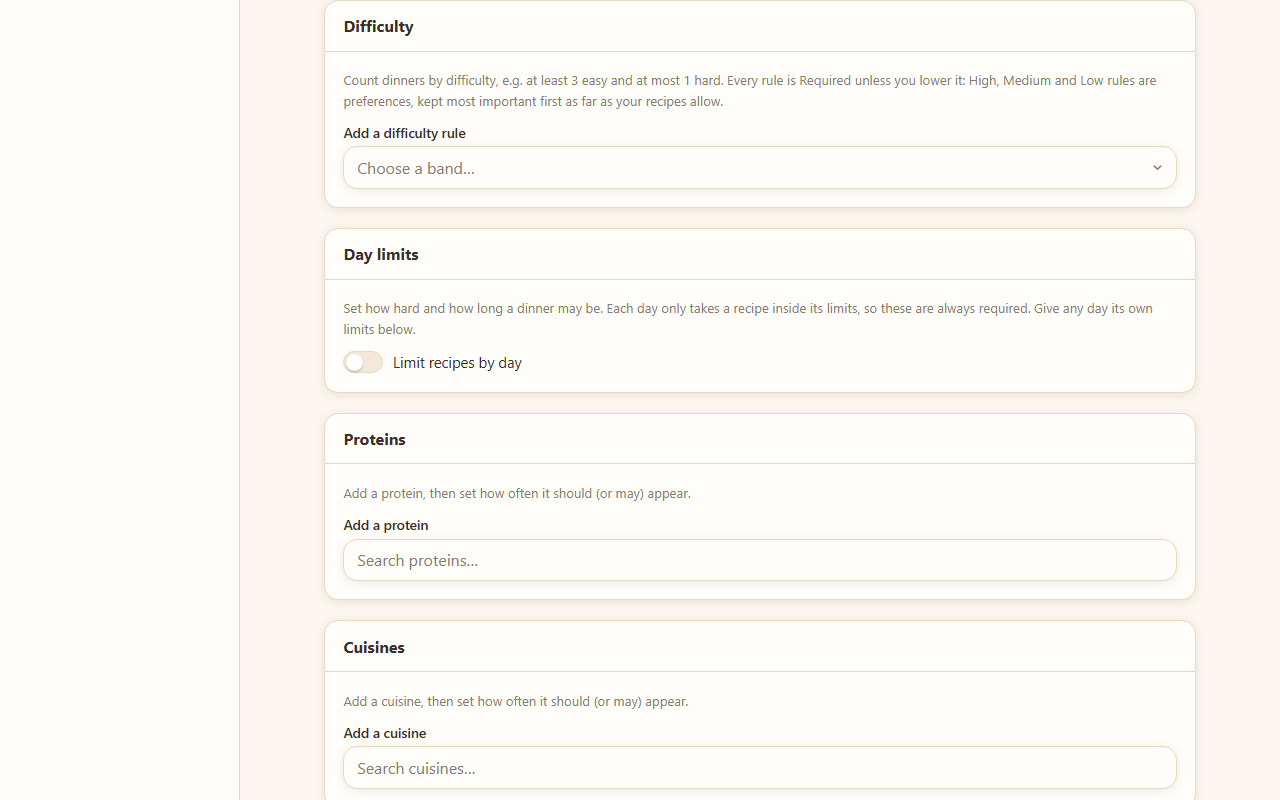 Difficulty
Count dinners by difficulty, e.g. at least 3 easy and at most 1 hard. Every rule is Required unless you lower it: High, Medium and Low rules are
preferences, kept most important first as far as your recipes allow.
Add a difficulty rule
Choose a band...
Day limits
Set how hard and how long a dinner may be. Each day only takes a recipe inside its limits, so these are always required. Give any day its own
limits below.
Limit recipes by day
Proteins
Add a protein, then set how often it should (or may) appear.
Add a protein
Search proteins...
Cuisines
Add a cuisine, then set how often it should (or may) appear.
Add a cuisine
Search cuisines...